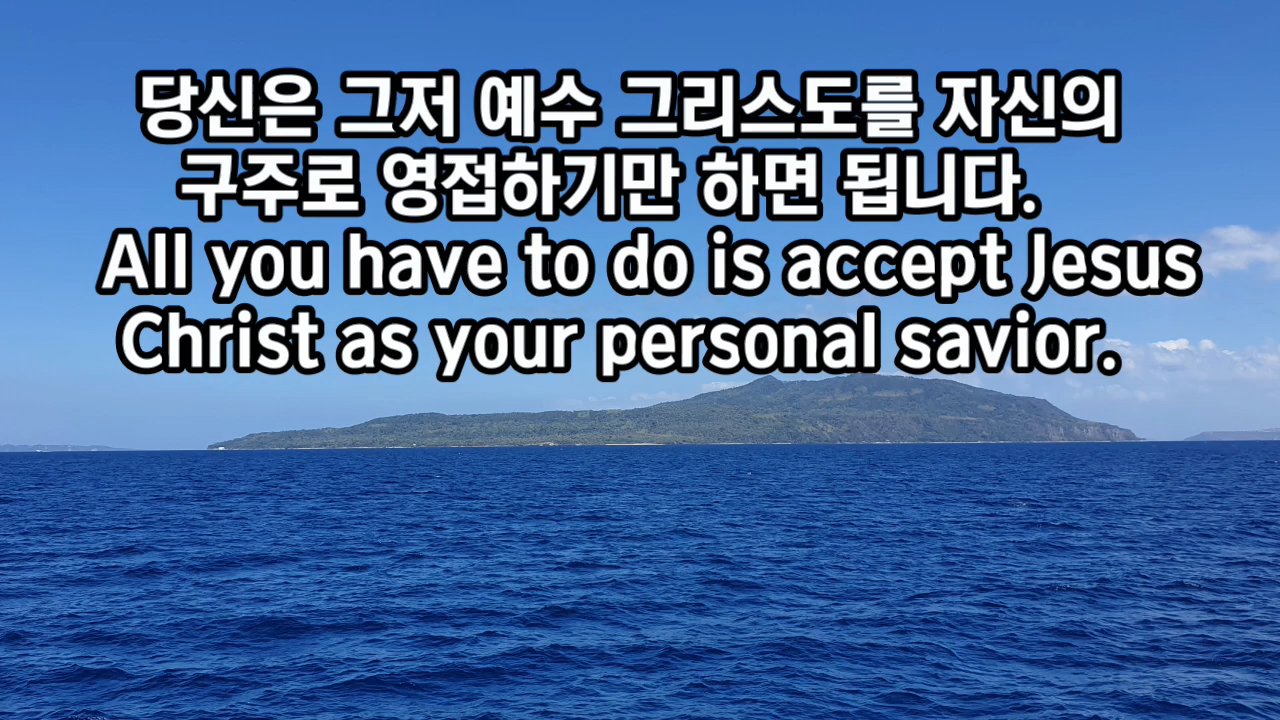 당신은 그저 예수 그리스도를 자신의
구주로 영접하기만 하면 됩니다.
All you have to do is accept Jesus
Christ as your personal savior.